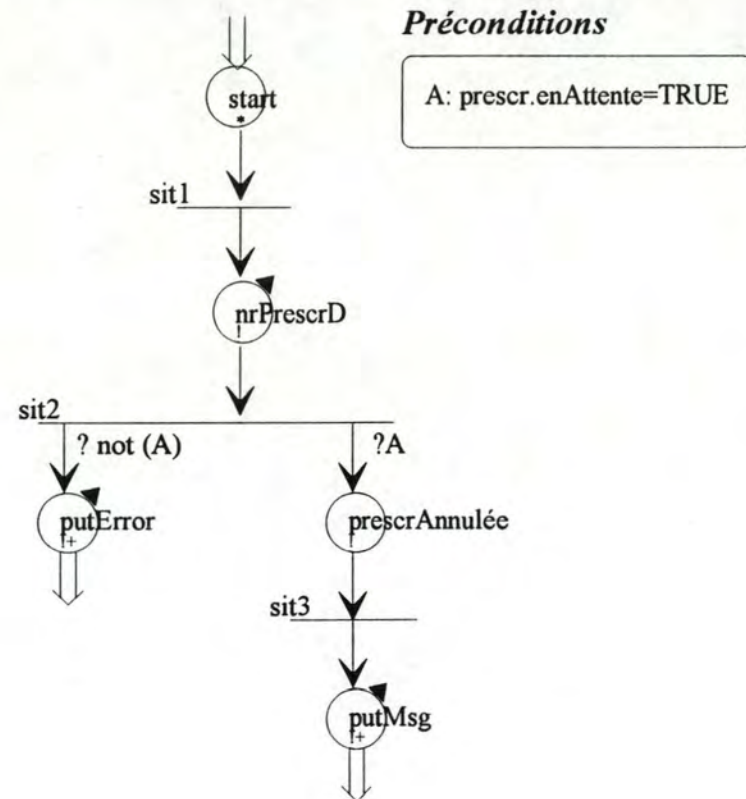 Préconditions
A: prescr.enAttente=TRUE
start
*
sit1
nrPrescrD
!
sit2
? not (A)
?A
putError
!+
prescrAnnulée
!
sit3
putMsg
!+